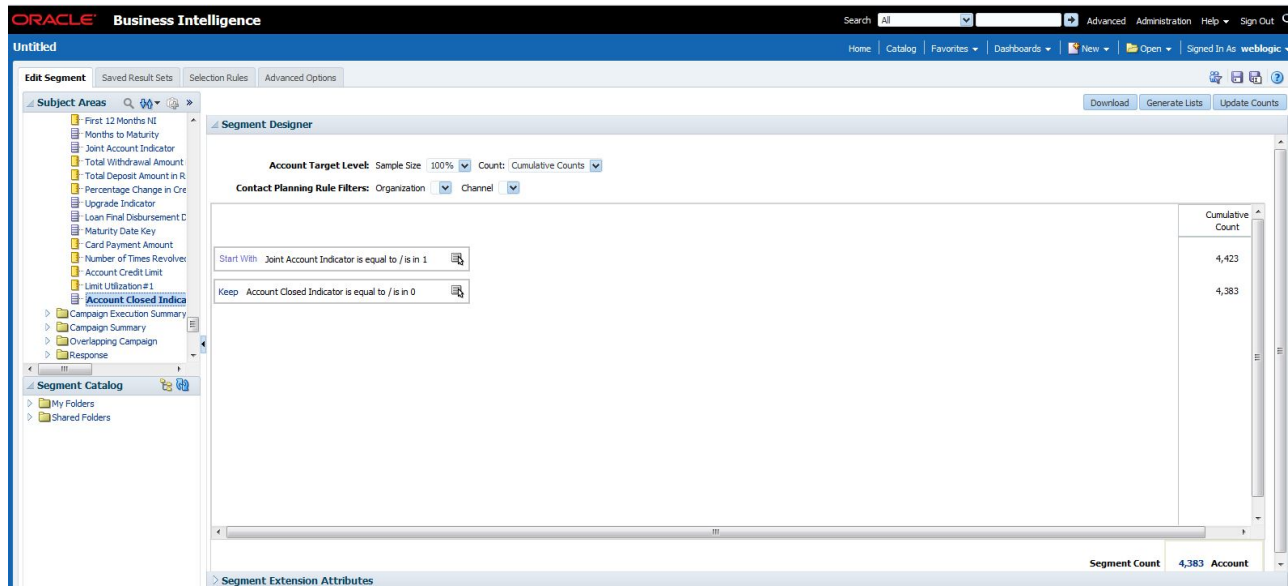 ORACLE Business Intelligence
Search All Advanced Administration Help Sign Out
Untitled
Home Catalog Favorites Dashboards New Open Signed In As weblogic
Edit Segment Saved Result Sets Selection Rules Advanced Options
Subject Areas
Download Generate Lists Update Counts
First 12 Months NI
Months to Maturity
Joint Account Indicator
Total Withdrawal Amount
Total Deposit Amount in R
Percentage Change in Cre
Upgrade Indicator
Loan Final Disbursement D
Maturity Date Key
Card Payment Amount
Number of Times Revolved
Account Credit Limit
Limit Utilization#1
Account Closed Indica
Campaign Execution Summary
Campaign Summary
Overlapping Campaign
Response
Segment Catalog
My Folders
Shared Folders
Segment Designer
Account Target Level: Sample Size 100% Count: Cumulative Counts
Contact Planning Rule Filters: Organization Channel
Cumulative
Count
Start With Joint Account Indicator is equal to / is in 1 4,423
Keep Account Closed Indicator is equal to / is in 0 4,383
Segment Count 4,383 Account
Segment Extension Attributes